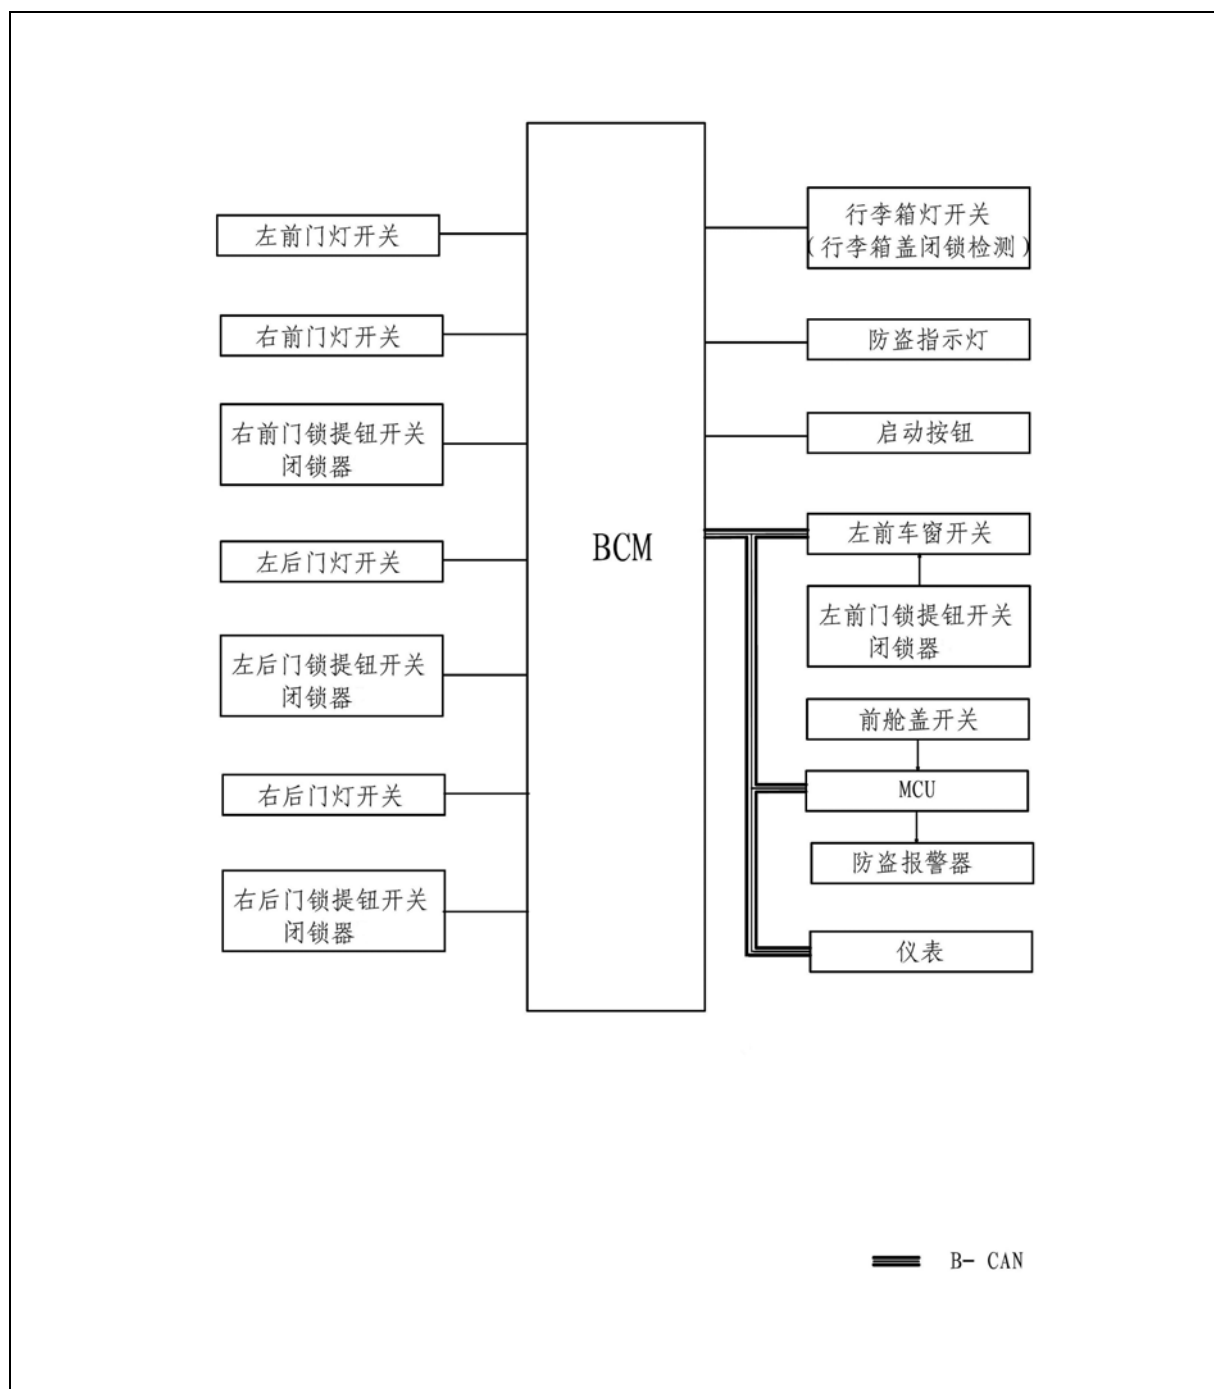 左前门灯开关
右前门灯开关
右前门锁提钮开关
闭锁器
左后门灯开关
左后门锁提钮开关
闭锁器
右后门灯开关
右后门锁提钮开关
闭锁器
BCM
行李箱灯开关
(行李箱盖闭锁检测)
防盗指示灯
启动按钮
左前车窗开关
左前门锁提钮开关
闭锁器
前舱盖开关
MCU
防盗报警器
仪表
B- CAN